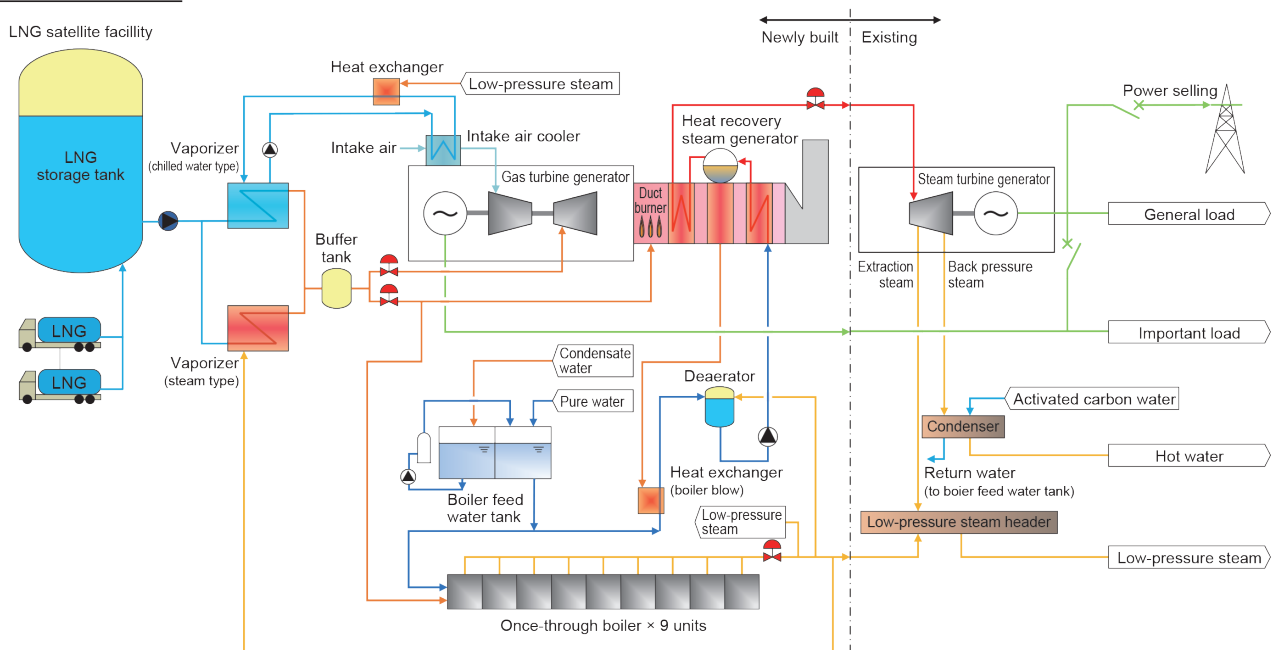 LNG satellite facillity
Newly built
Existing
Heat exchanger
Low-pressure steam
Power selling
Heat recovery
steam generator
Intake air cooler
Intake air
Vaporizer
(chilled water type)
LNG
storage tank
Gas turbine generator
Duct
burner
Steam turbine generator
General load
Buffer
tank
Extraction
steam
Back pressure
steam
LNG
LNG
Important load
Vaporizer
(steam type)
Condensate
water
Deaerator
Pure water
Activated carbon water
Condenser
Hot water
Heat exchanger
(boiler blow)
Return water
(to boier feed water tank)
Boiler feed
water tank
Low-pressure
steam
Low-pressure steam header
Low-pressure steam
Once-through boiler × 9 units